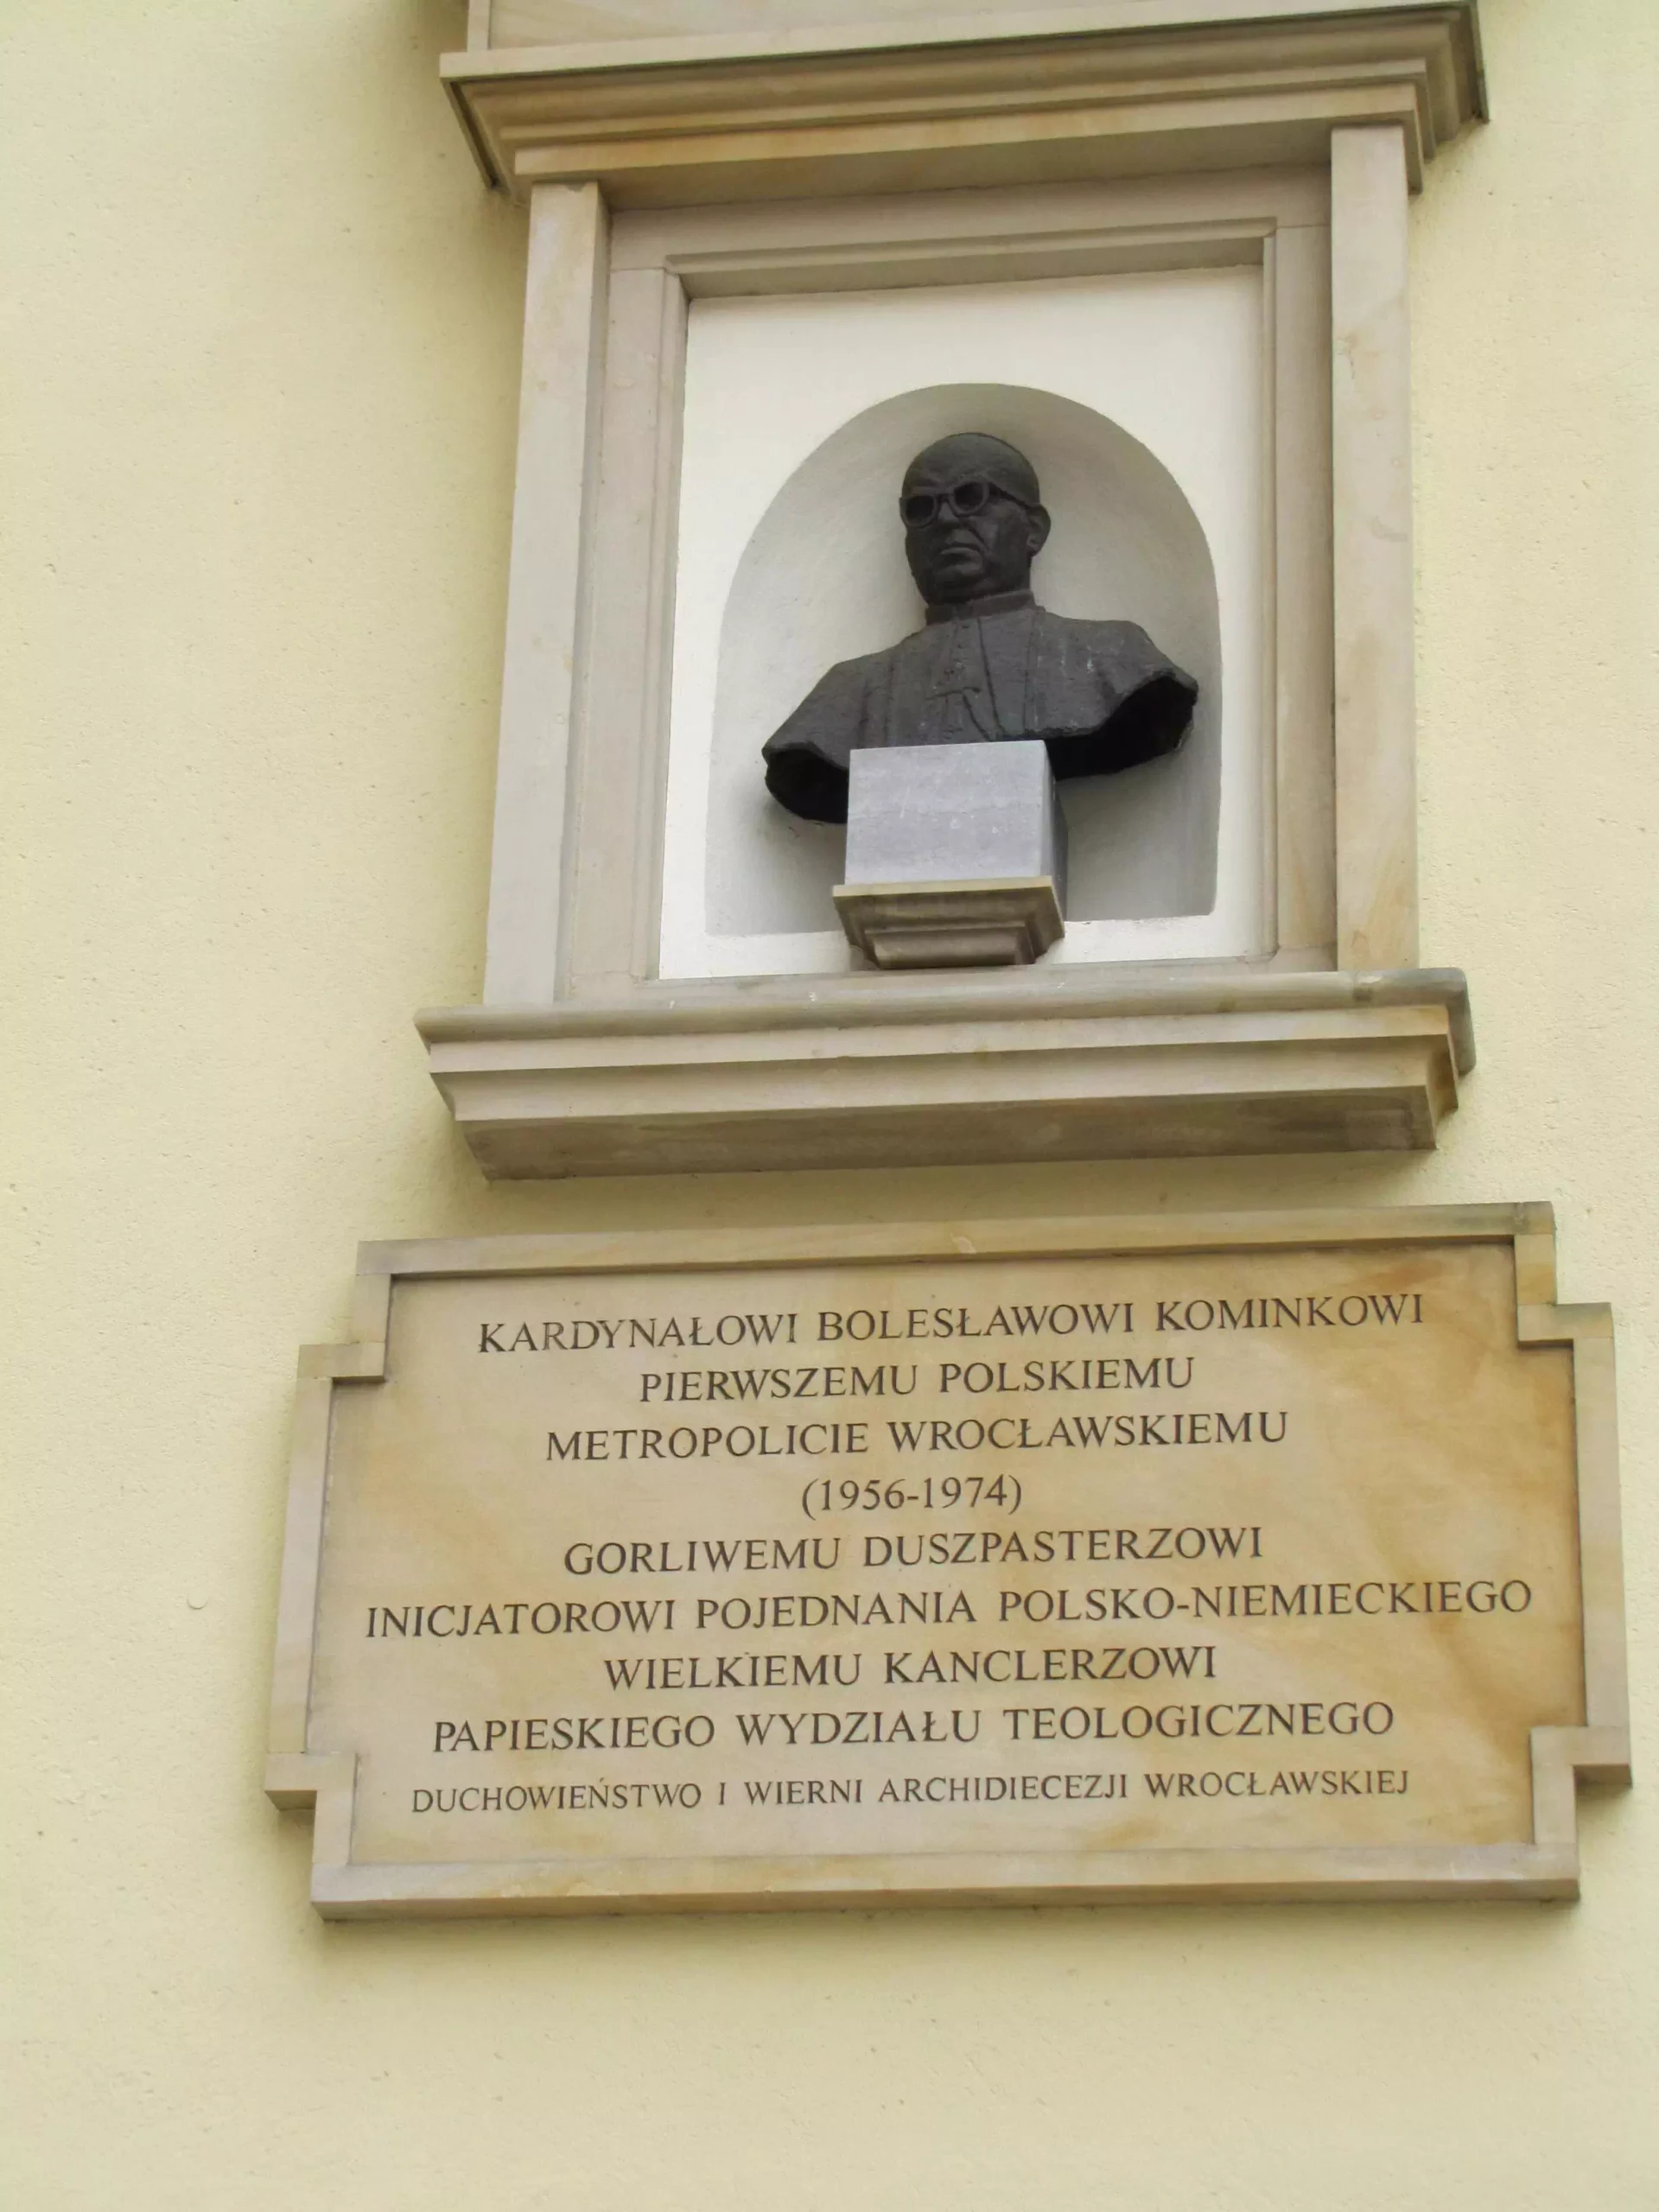 KARDYNAŁOWI BOLESŁAWOWI KOMINKOWI
PIERWSZEMU POLSKIEMU
METROPOLICIE WROCŁAWSKIEMU
(1956-1974)
GORLIWEMU DUSZPASTERZOWI
INICJATOROWI POJEDNANIA POLSKO-NIEMIECKIEGO
WIELKIEMU KANCLERZOWI
PAPIESKIEGO WYDZIAŁU TEOLOGICZNEGO
DUCHOWIEŃSTWO I WIERNI ARCHIDIECEZJI WROCŁAWSKIEJ